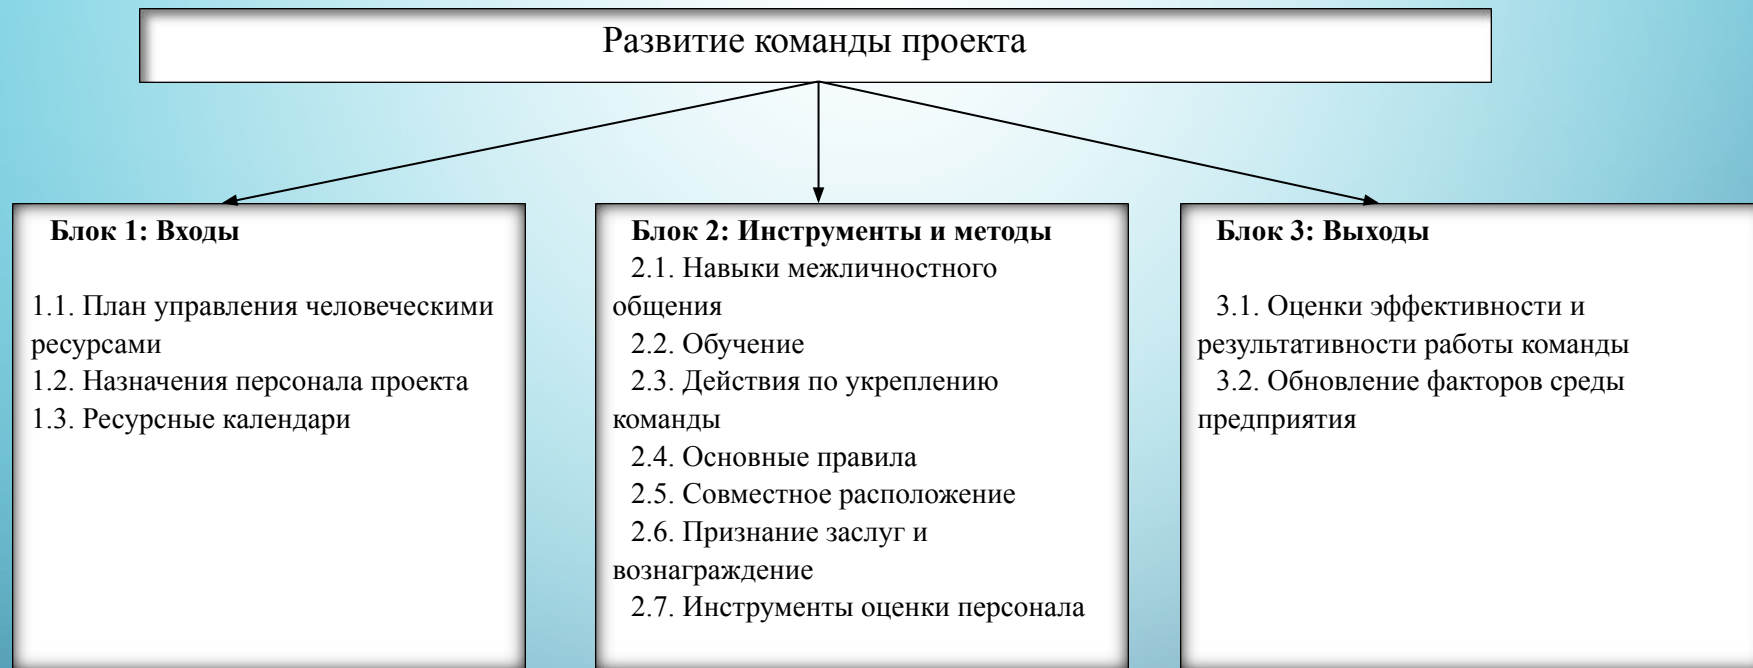 Развитие команды проекта
Блок 1: Входы
1.1. План управления человеческими
ресурсами
1.2. Назначения персонала проекта
1.3. Ресурсные календари
Блок 2: Инструменты и методы
2.1. Навыки межличностного
общения
2.2. Обучение
2.3. Действия по укреплению
команды
2.4. Основные правила
2.5. Совместное расположение
2.6. Признание заслуг и
вознаграждение
2.7. Инструменты оценки персонала
Блок 3: Выходы
3.1. Оценки эффективности и
результативности работы команды
3.2. Обновление факторов среды
предприятия